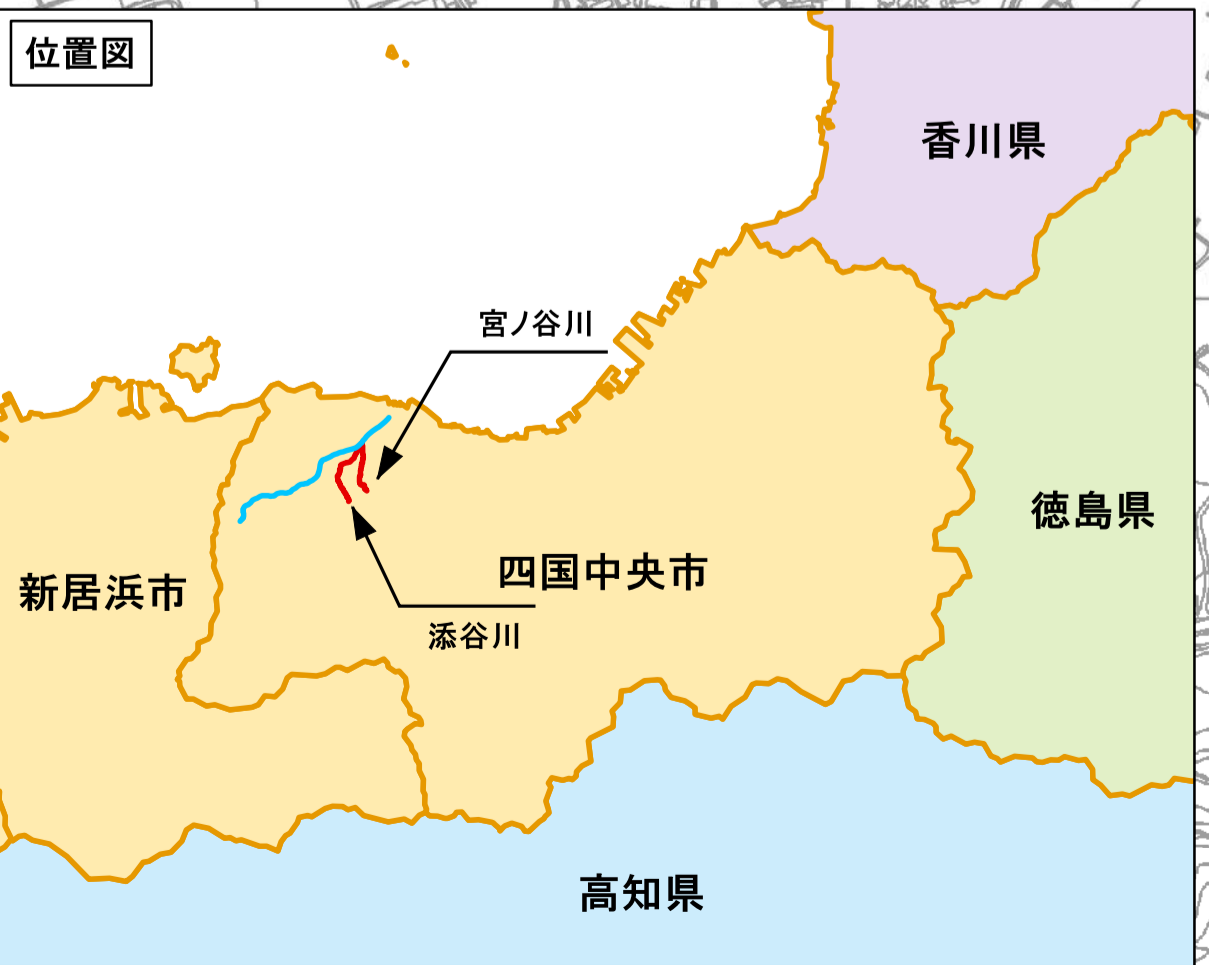 位置図
香川県
宮ノ谷川
徳島県
四国中央市
新居浜市
添谷川
高知県